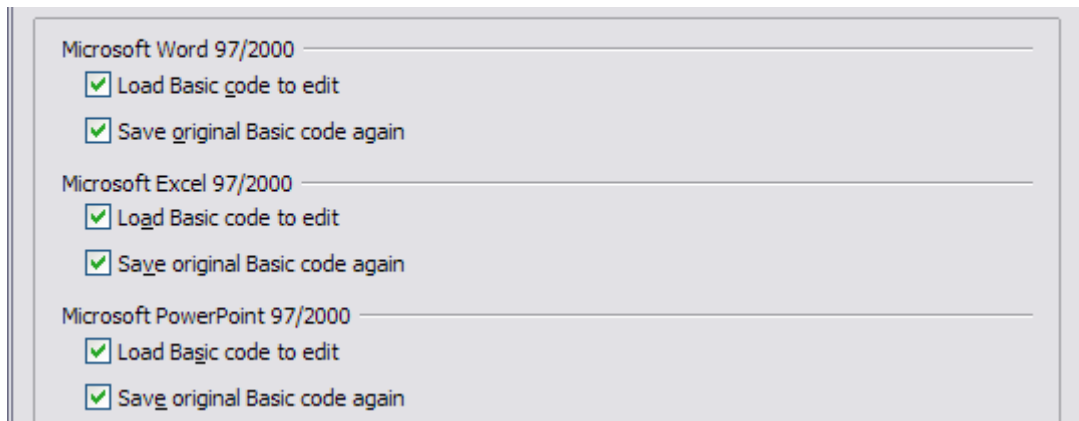 Microsoft Word 97/2000
Load Basic code to edit
Save original Basic code again
Microsoft Excel 97/2000
Load Basic code to edit
Save original Basic code again
Microsoft PowerPoint 97/2000
Load Basic code to edit
Save original Basic code again